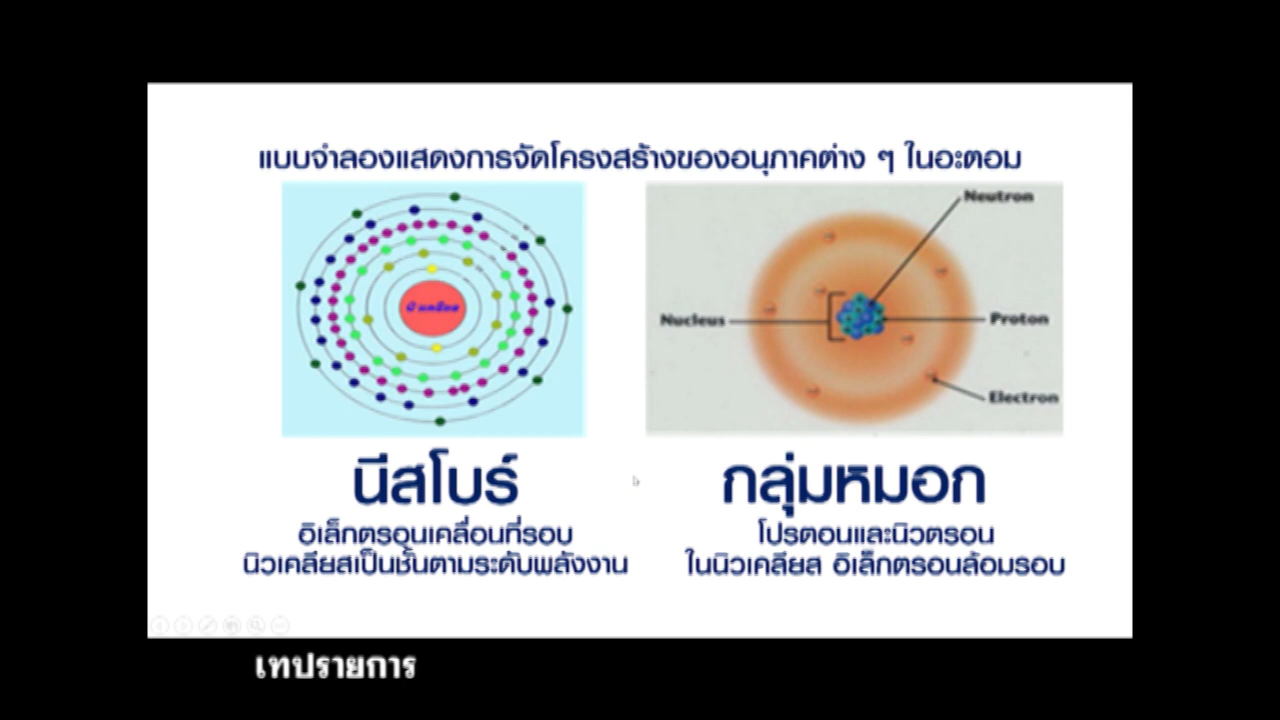 แบบจำลองแสดงการจัดโครงสร้างของอนุภาคต่าง ๆ ในอะตอม
นิวเคลียส
Neutron
Nucleus
Proton
Electron
นีสโบร์
กลุ่มหมอก
อิเล็กตรอนเคลื่อนที่รอบ
นิวเคลียสเป็นชั้นตามระดับพลังงาน
โปรตอนและนิวตรอน
ในนิวเคลียส อิเล็กตรอนล้อมรอบ
เทปรายการ